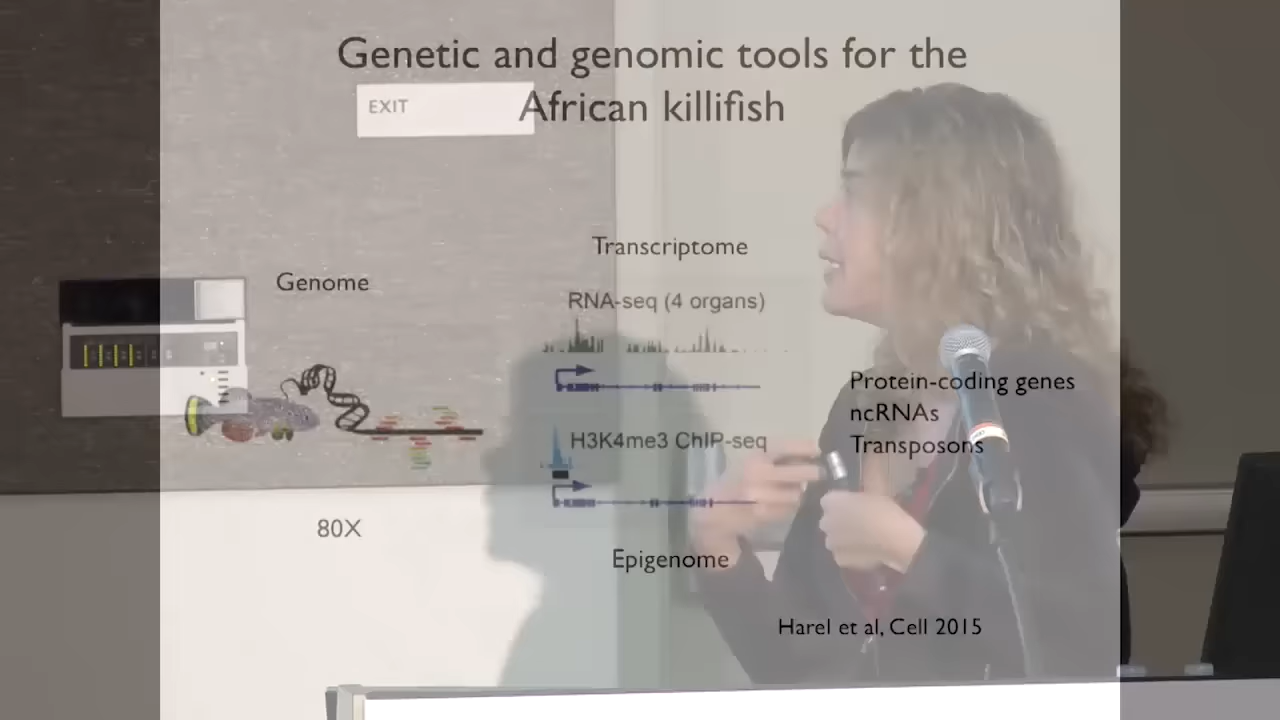 Genetic and genomic tools for the
African killifish
EXIT
Transcriptome
Genome
RNA-seq (4 organs)
Protein-coding genes
ncRNAs
Transposons
H3K4me3 ChIP-seq
80X
Epigenome
Harel et al, Cell 2015